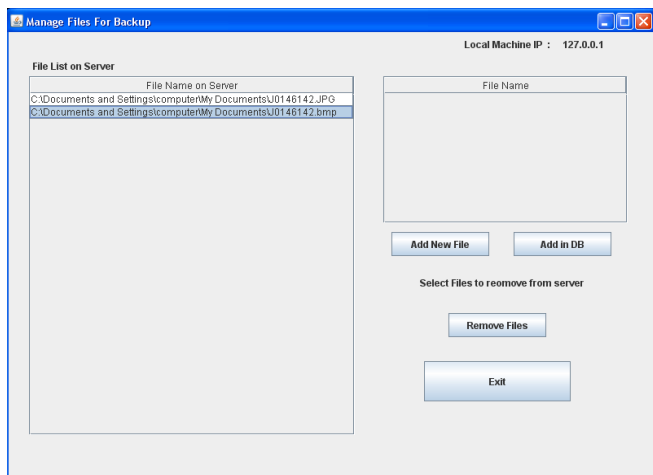 Manage Files For Backup
Local Machine IP : 127.0.0.1
File List on Server
File Name on Server
C:\Documents and Settings\computer\My Documents\J0146142.JPG
C:\Documents and Settings\computer\My Documents\J0146142.bmp
File Name
Add New File
Add in DB
Select Files to reomove from server
Remove Files
Exit